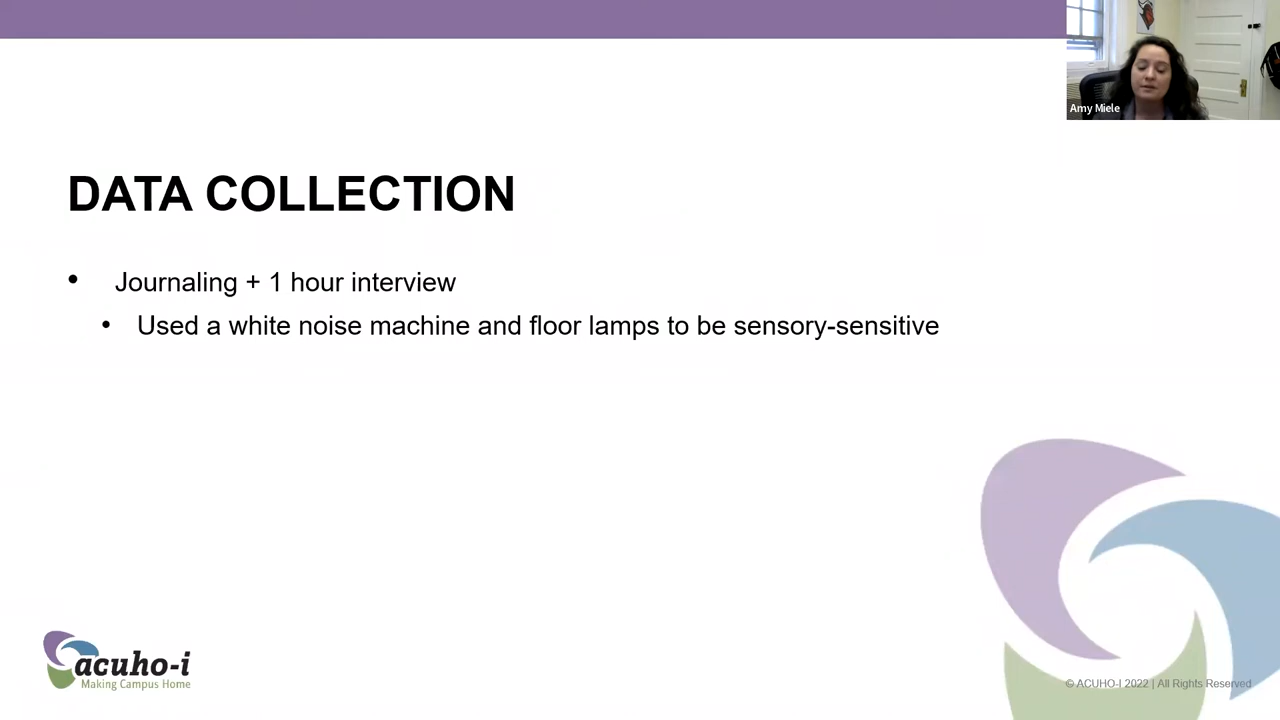 Amy Miele
DATA COLLECTION
• Journaling + 1 hour interview
• Used a white noise machine and floor lamps to be sensory-sensitive
acuho-i
Making Campus Home
© ACUHO-I 2022 | All Rights Reserved